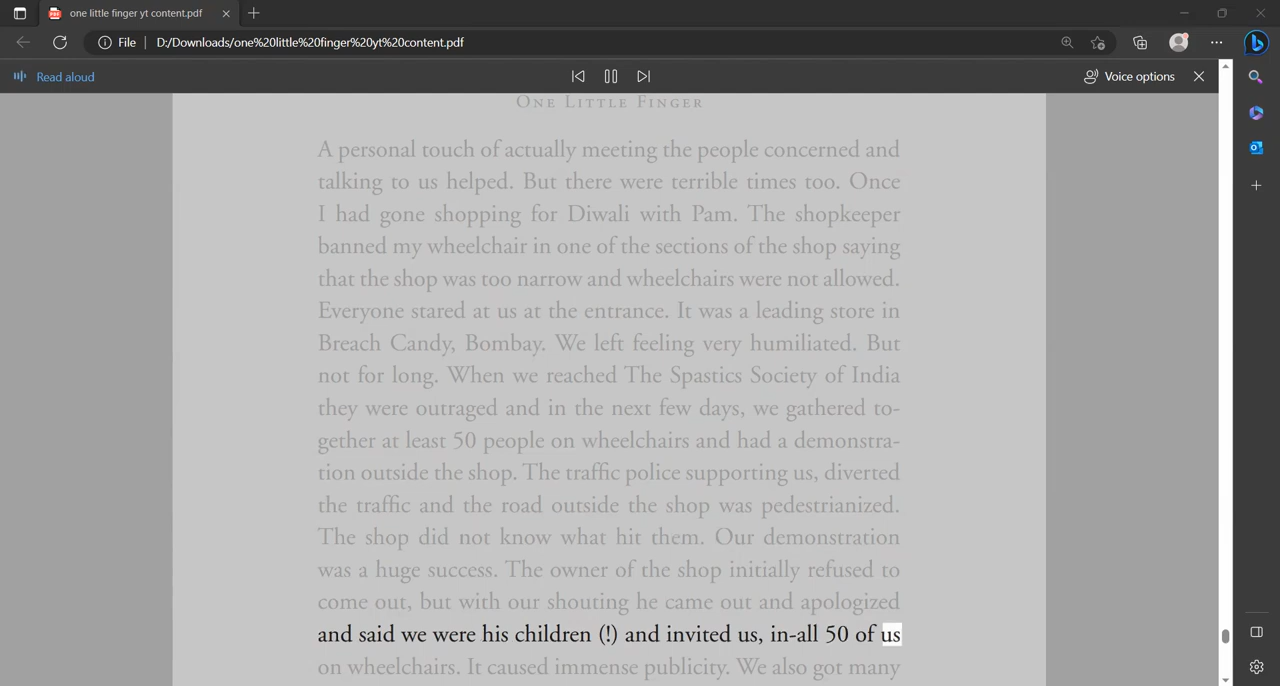 one little finger yt content.pdf
File
D:/Downloads/one%20little%20finger%20yt%20content.pdf
Read aloud
Voice options
One Little Finger
A personal touch of actually meeting the people concerned and
talking to us helped. But there were terrible times too. Once
I had gone shopping for Diwali with Pam. The shopkeeper
banned my wheelchair in one of the sections of the shop saying
that the shop was too narrow and wheelchairs were not allowed.
Everyone stared at us at the entrance. It was a leading store in
Breach Candy, Bombay. We left feeling very humiliated. But
not for long. When we reached The Spastics Society of India
they were outraged and in the next few days, we gathered to-
gether at least 50 people on wheelchairs and had a demonstra-
tion outside the shop. The traffic police supporting us, diverted
the traffic and the road outside the shop was pedestrianized.
The shop did not know what hit them. Our demonstration
was a huge success. The owner of the shop initially refused to
come out, but with our shouting he came out and apologized
and said we were his children (!) and invited us, in-all 50 of us
on wheelchairs. It caused immense publicity. We also got many